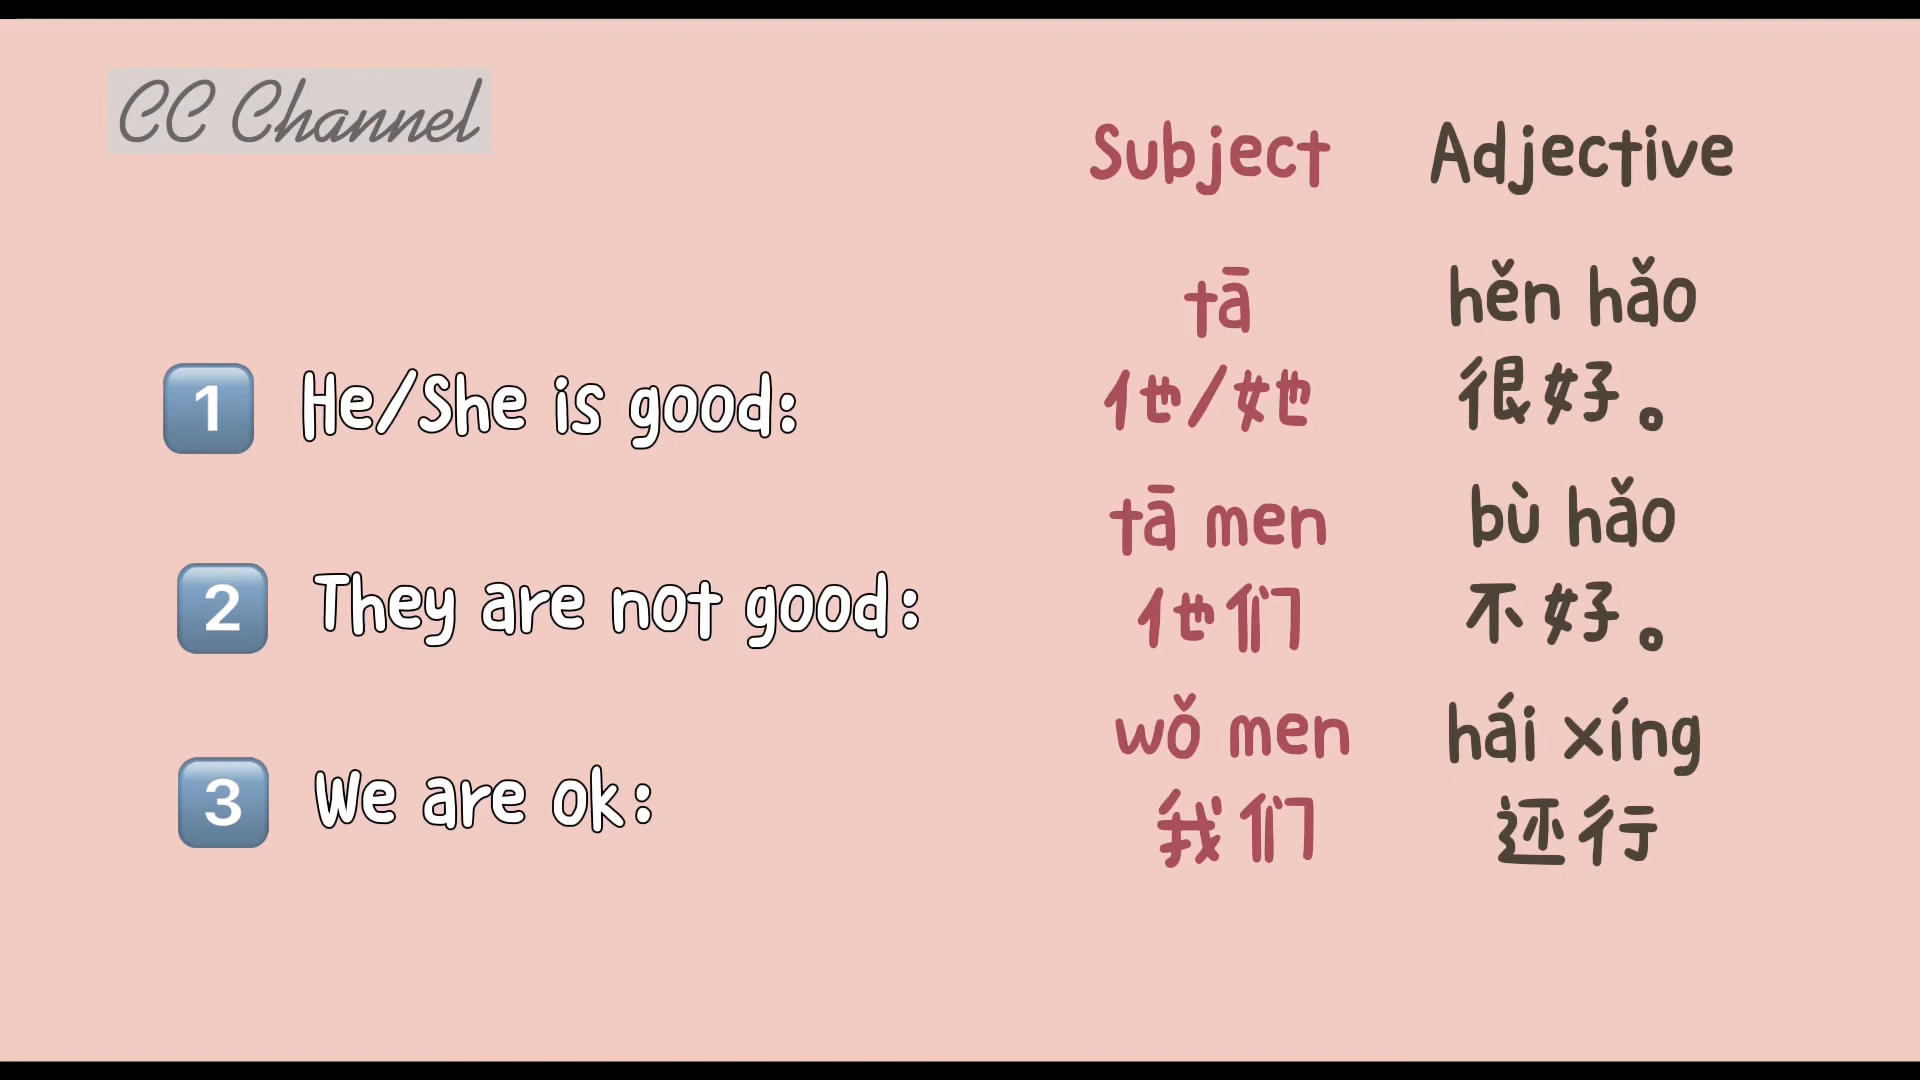 CC Channel
Subject Adjective
tā hěn hǎo
1 He/She is good: 他/她 很好。
tā men bù hǎo
2 They are not good: 他们 不好。
wǒ men hái xíng
3 We are ok: 我们 还行